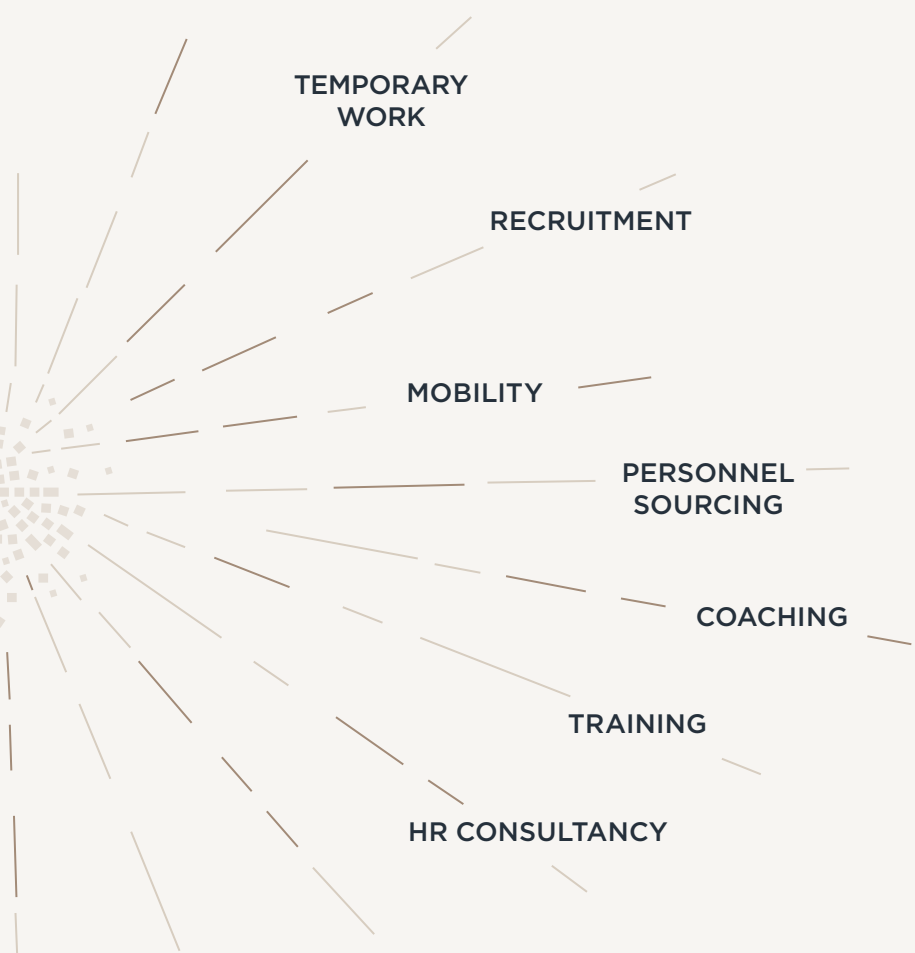 TEMPORARY
WORK
RECRUITMENT
MOBILITY
PERSONNEL
SOURCING
COACHING
TRAINING
HR CONSULTANCY